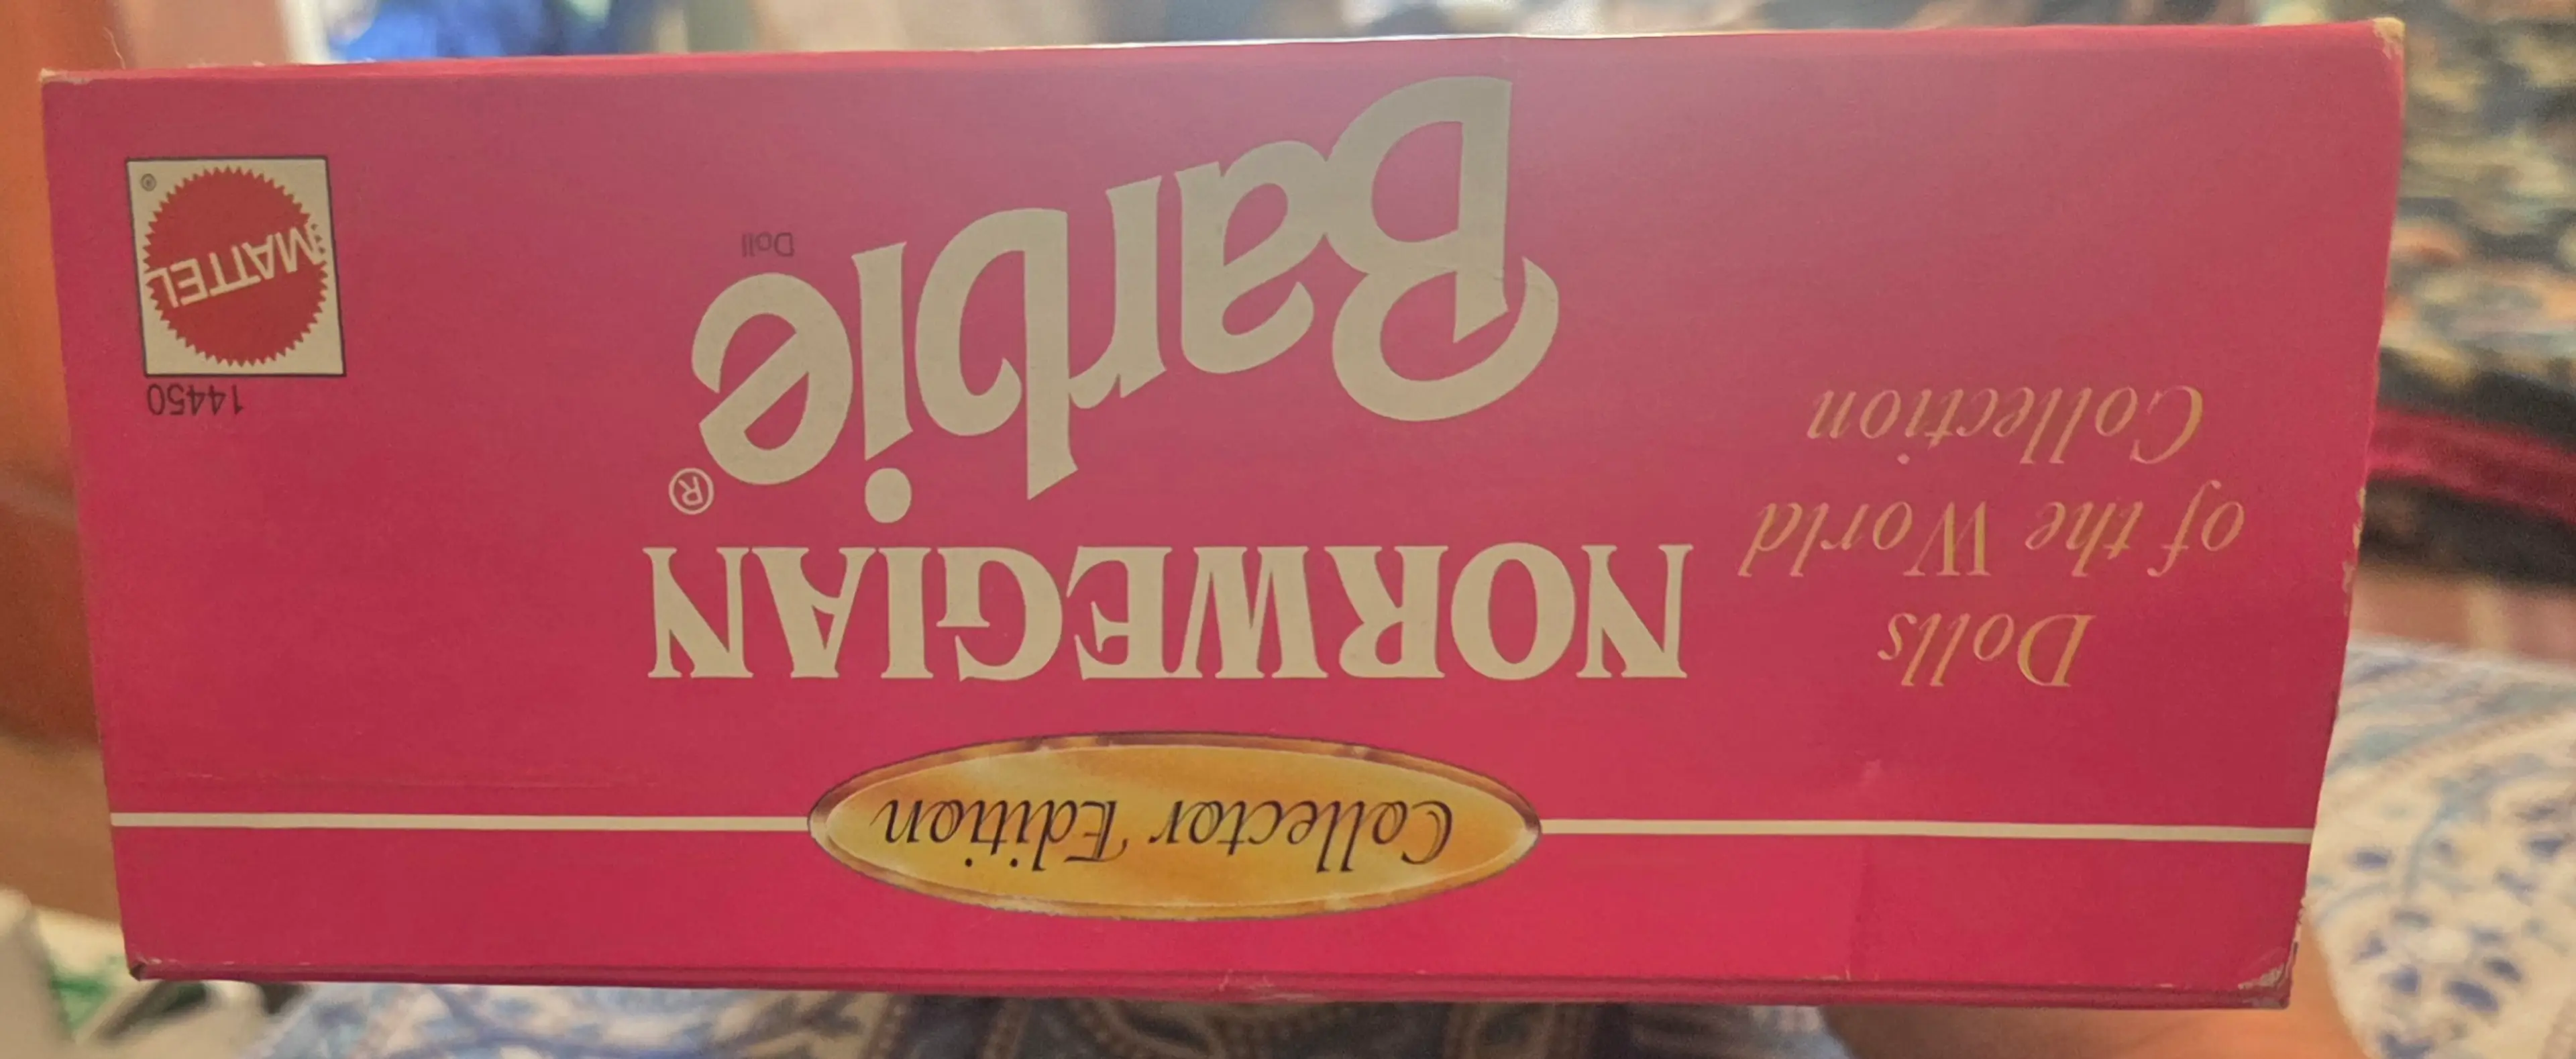 Collector Edition
Dolls
of the World
Collection
NORWEGIAN
Barbie®
Doll
14450
MATTEL
®